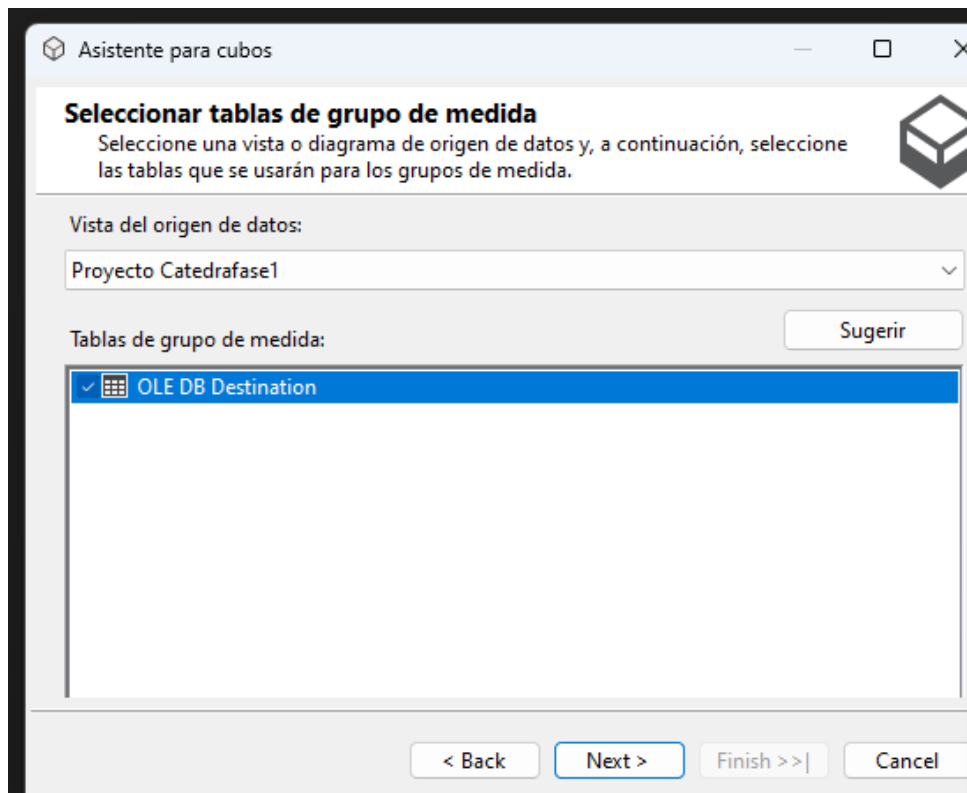 Asistente para cubos
Seleccionar tablas de grupo de medida
Seleccione una vista o diagrama de origen de datos y, a continuación, seleccione
las tablas que se usarán para los grupos de medida.
Vista del origen de datos:
Proyecto Catedrafase1
Sugerir
Tablas de grupo de medida:
OLE DB Destination
< Back Next > Finish >>| Cancel